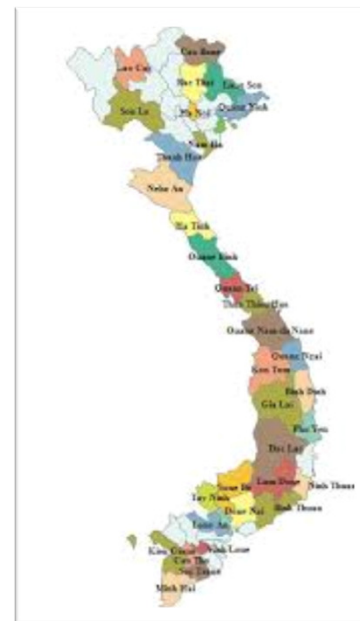 Cao Bang
Lao Cay
Bac Thai
Lang Son
Son La
Ha Noi
Quang Ninh
Nam Ha
Thanh Hoa
Nghe An
Ha Tinh
Quang Binh
Quang Tri
Thua Thien Hue
Quang Nam-da Nang
Quang Ngai
Kon Tum
Binh Dinh
Gia Lai
Phu Yen
Dac Lac
Song Be
Lam Dong
Ninh Thuan
Tay Ninh
Dong Nai
Binh Thuan
Long An
Kien Giang
Vinh Long
Can Tho
Soc Trang
Minh Hai